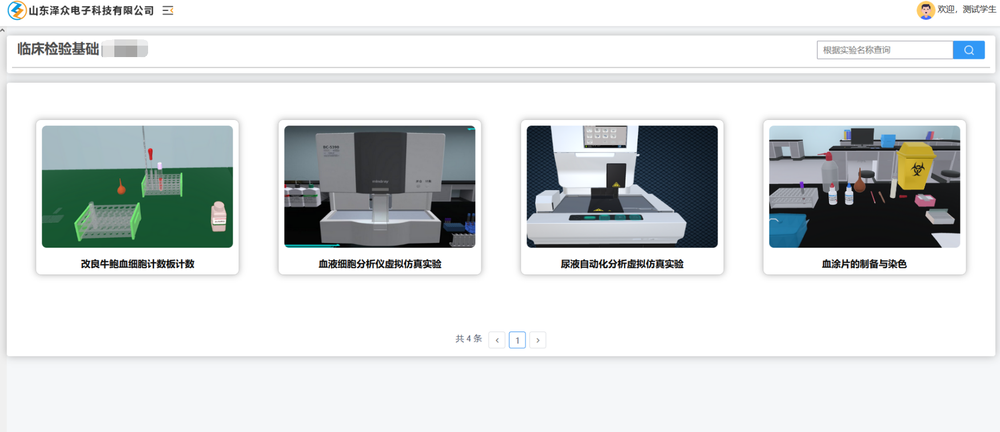 山东泽众电子科技有限公司
欢迎，测试学生
临床检验基础
根据实验名称查询
BC-5390
mindray
改良牛鲍血细胞计数板计数
血液细胞分析仪虚拟仿真实验
尿液自动化分析虚拟仿真实验
血涂片的制备与染色
共 4 条
1